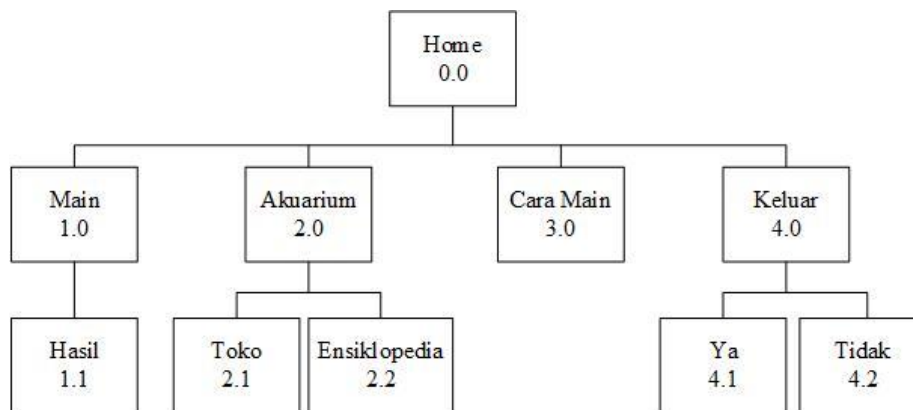 Home
0.0
Main
1.0
Akuarium
2.0
Cara Main
3.0
Keluar
4.0
Hasil
1.1
Toko
2.1
Ensiklopedia
2.2
Ya
4.1
Tidak
4.2